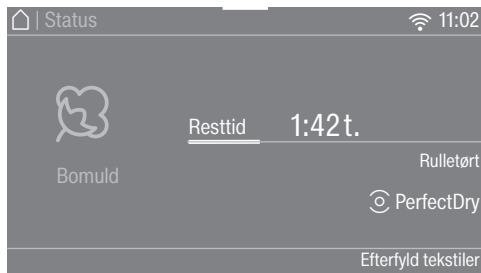 | Status
11:02
Resttid 1:42 t.
Rulletørt
Bomuld
PerfectDry
Efterfyld tekstiler